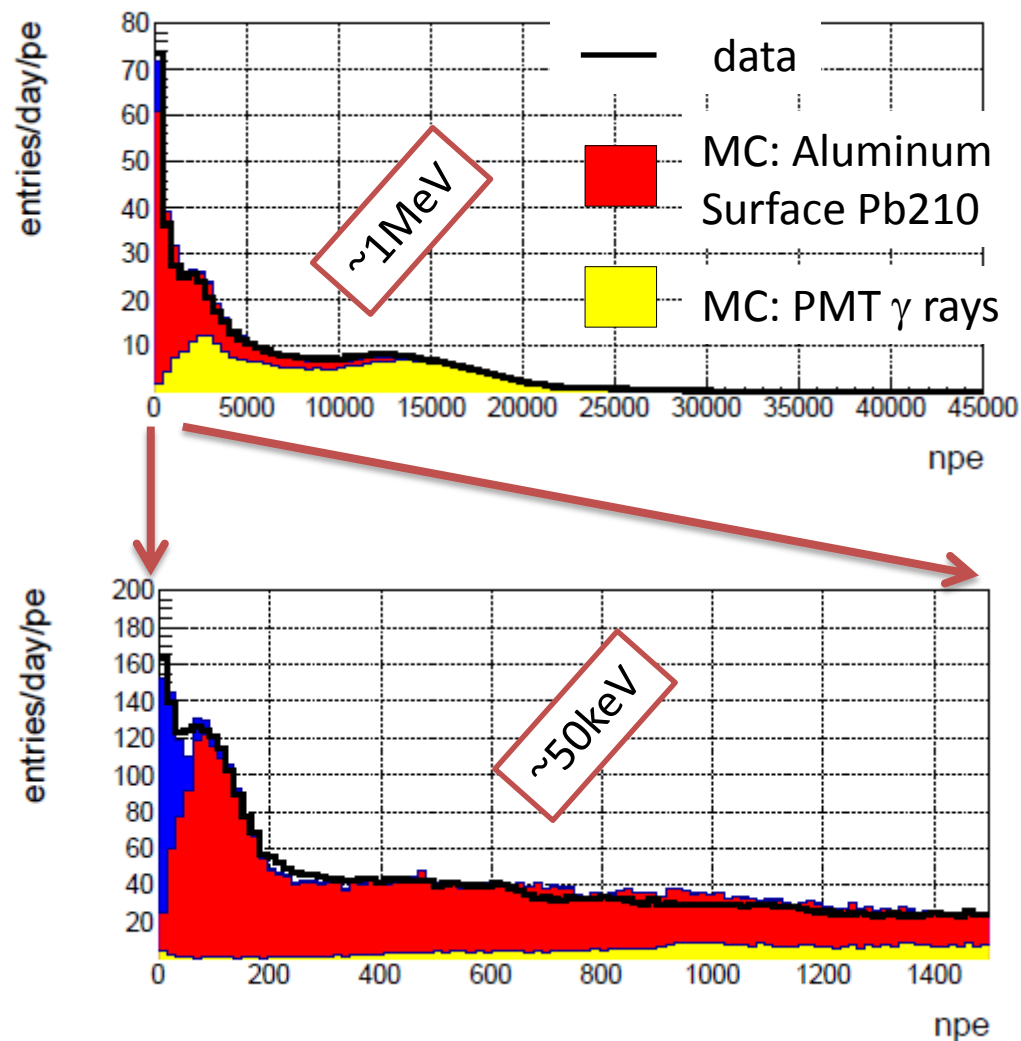 entries/day/pe
80
70
60
50
40
30
20
10
data
MC: Aluminum
Surface Pb210
MC: PMT γ rays
~1MeV
0 5000 10000 15000 20000 25000 30000 35000 40000 45000
npe
entries/day/pe
200
180
160
140
120
100
80
60
40
20
~50keV
0 200 400 600 800 1000 1200 1400
npe